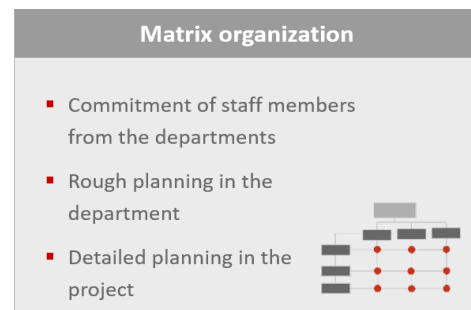 Matrix organization
Commitment of staff members
from the departments
Rough planning in the
department
Detailed planning in the
project